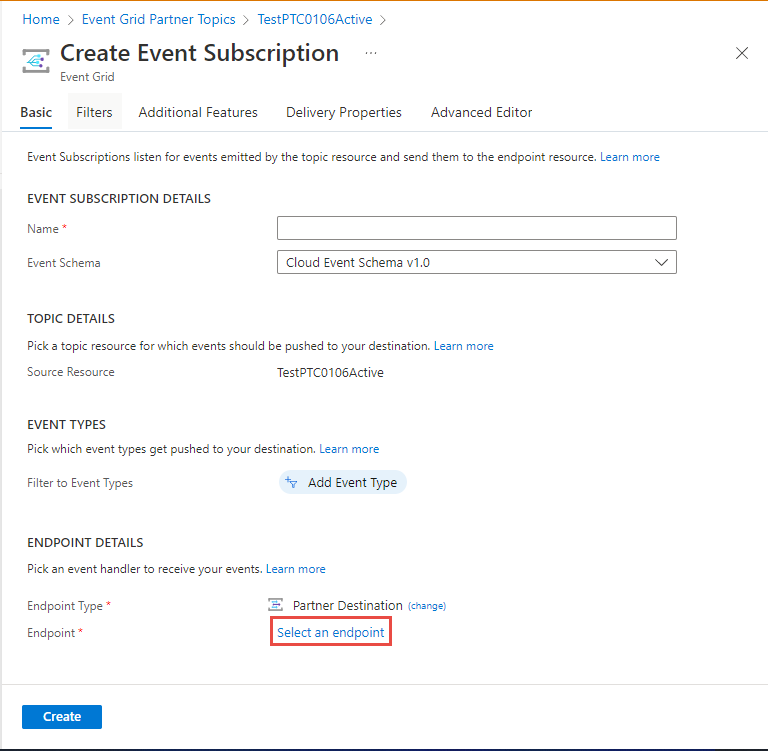 Home > Event Grid Partner Topics > TestPTC0106Active >
Create Event Subscription ...
Event Grid
Basic Filters Additional Features Delivery Properties Advanced Editor
Event Subscriptions listen for events emitted by the topic resource and send them to the endpoint resource. Learn more
EVENT SUBSCRIPTION DETAILS
Name *
Event Schema Cloud Event Schema v1.0
TOPIC DETAILS
Pick a topic resource for which events should be pushed to your destination. Learn more
Source Resource TestPTC0106Active
EVENT TYPES
Pick which event types get pushed to your destination. Learn more
Filter to Event Types Add Event Type
ENDPOINT DETAILS
Pick an event handler to receive your events. Learn more
Endpoint Type * Partner Destination (change)
Endpoint * Select an endpoint
Create